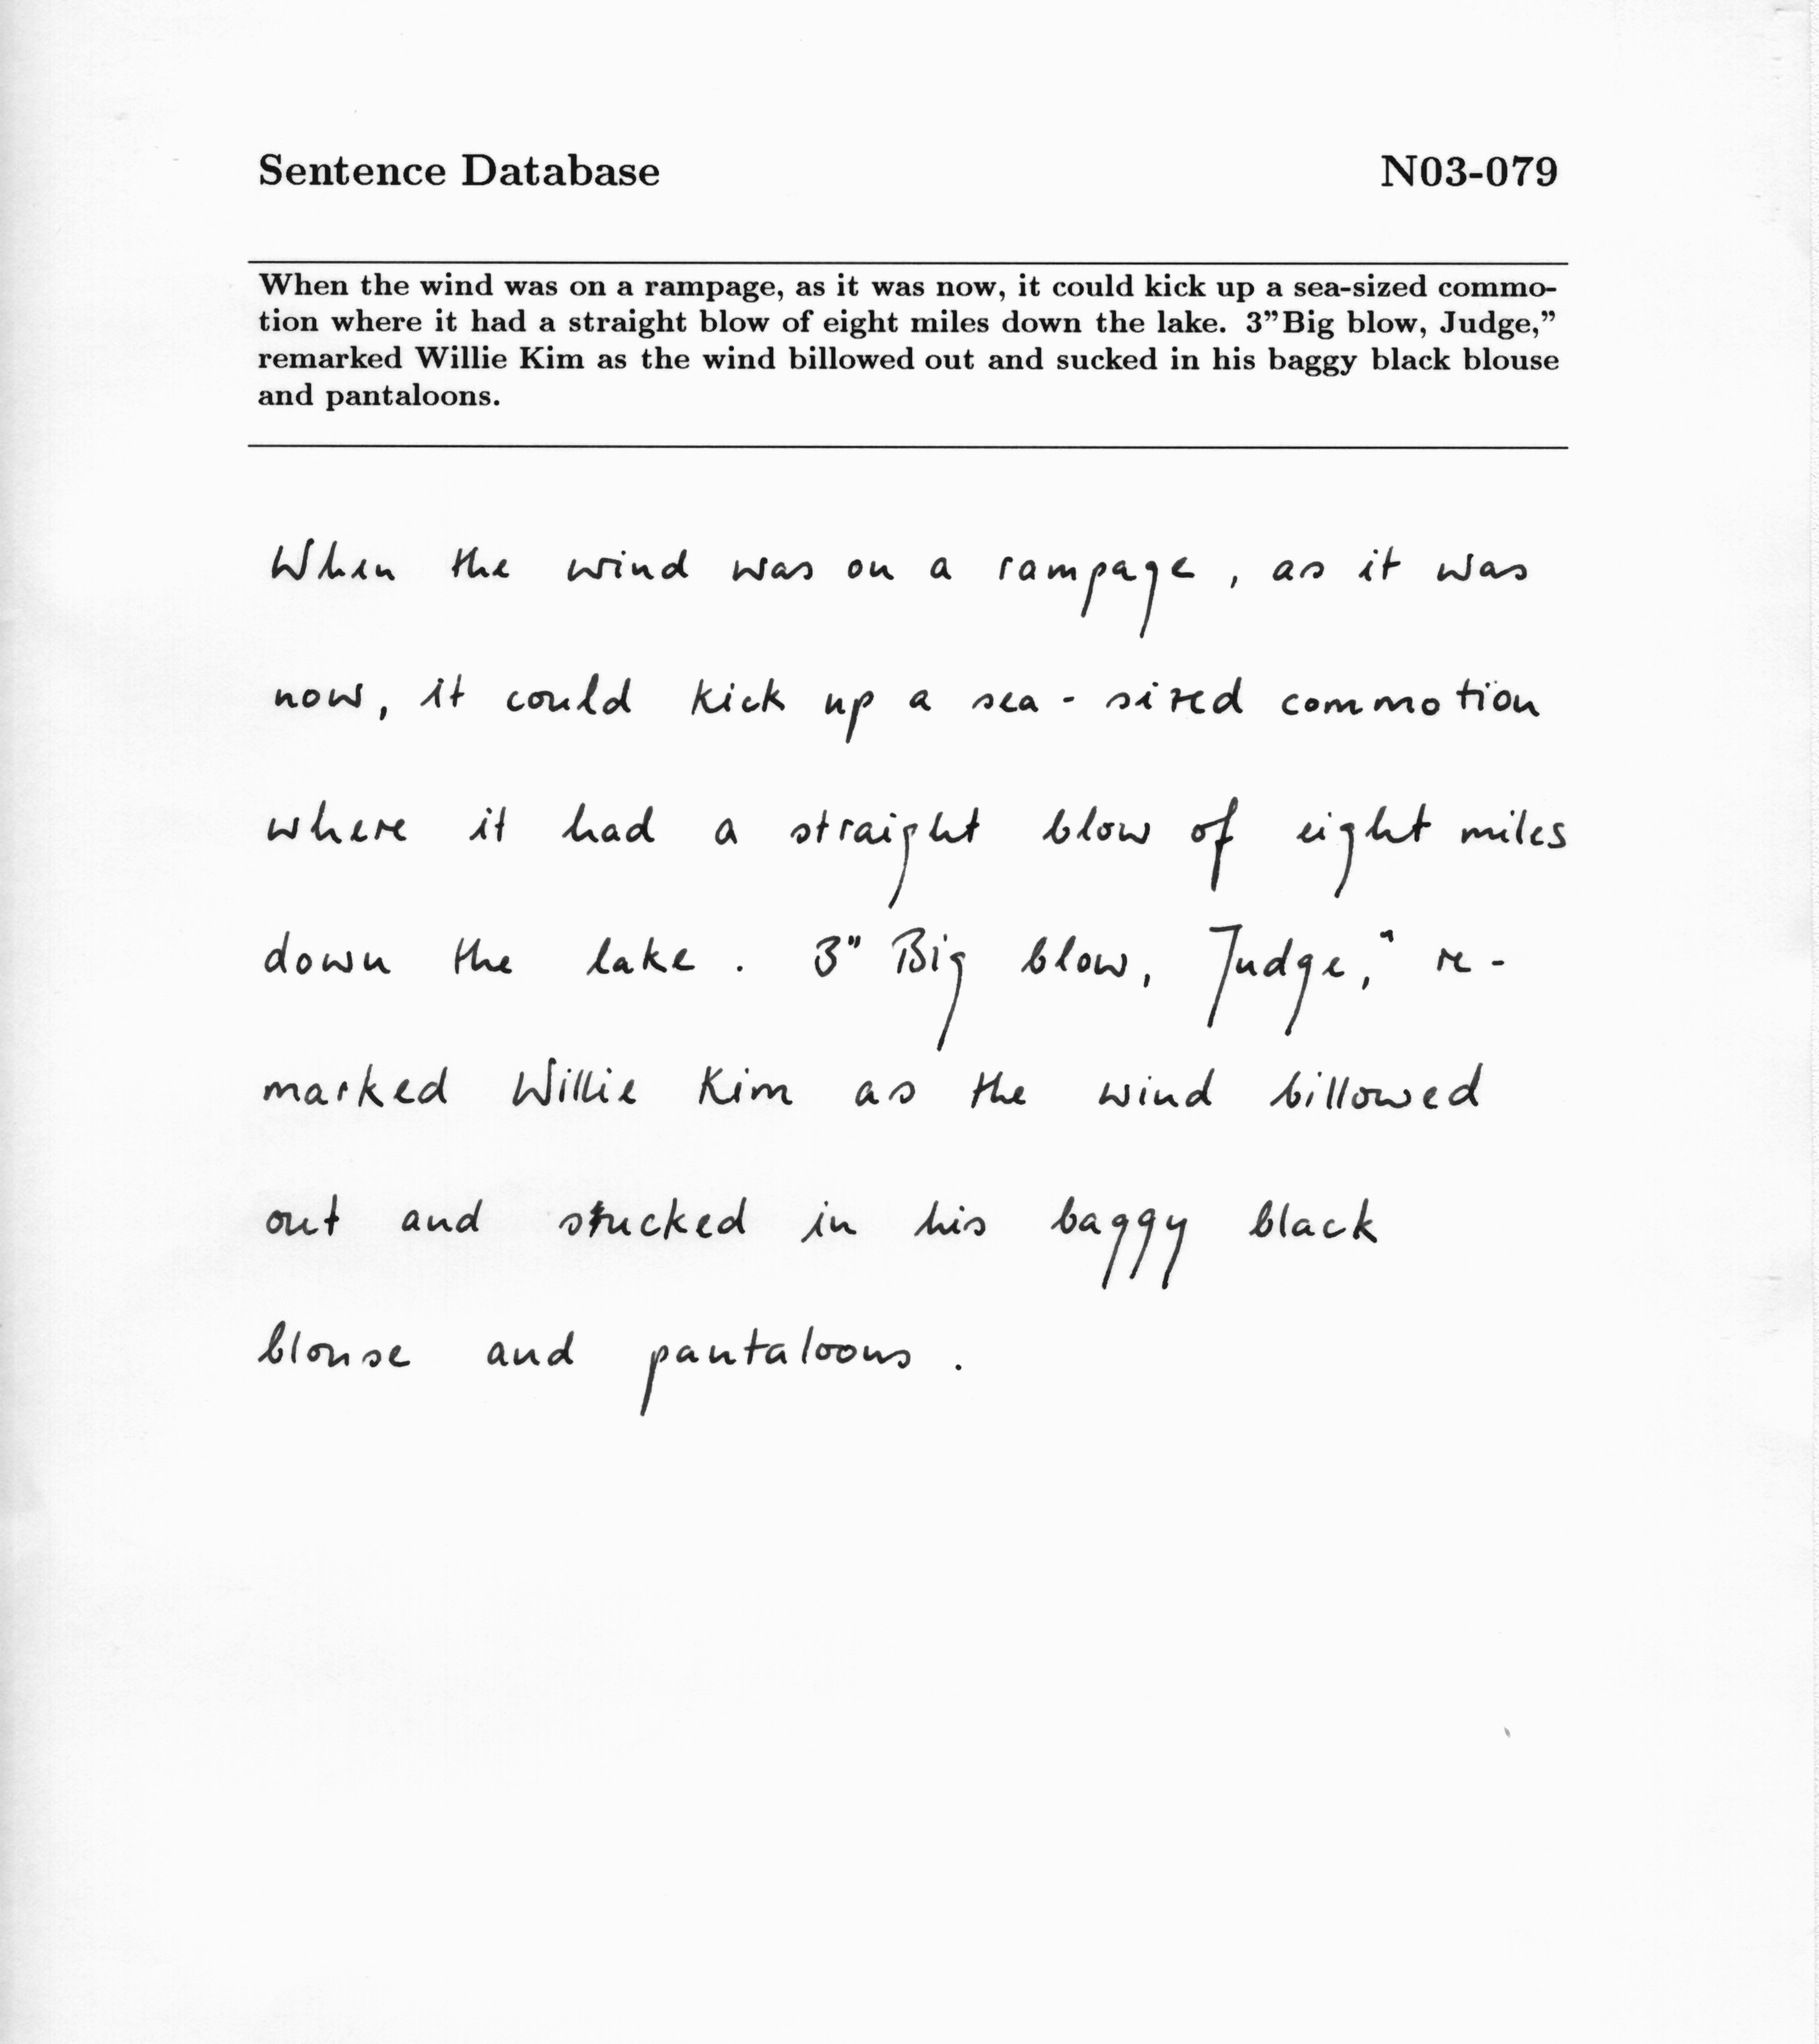 Sentence Database N03-079
When the wind was on a rampage, as it was now, it could kick up a sea-sized commo-
tion where it had a straight blow of eight miles down the lake. 3”Big blow, Judge,”
remarked Willie Kim as the wind billowed out and sucked in his baggy black blouse
and pantaloons.
When the wind was on a rampage, as it was
now, it could kick up a sea-sized commotion
where it had a straight blow of eight miles
down the lake. 3" Big blow, Judge," re-
marked Willie Kim as the wind billowed
out and stucked in his baggy black
blouse and pantaloons.